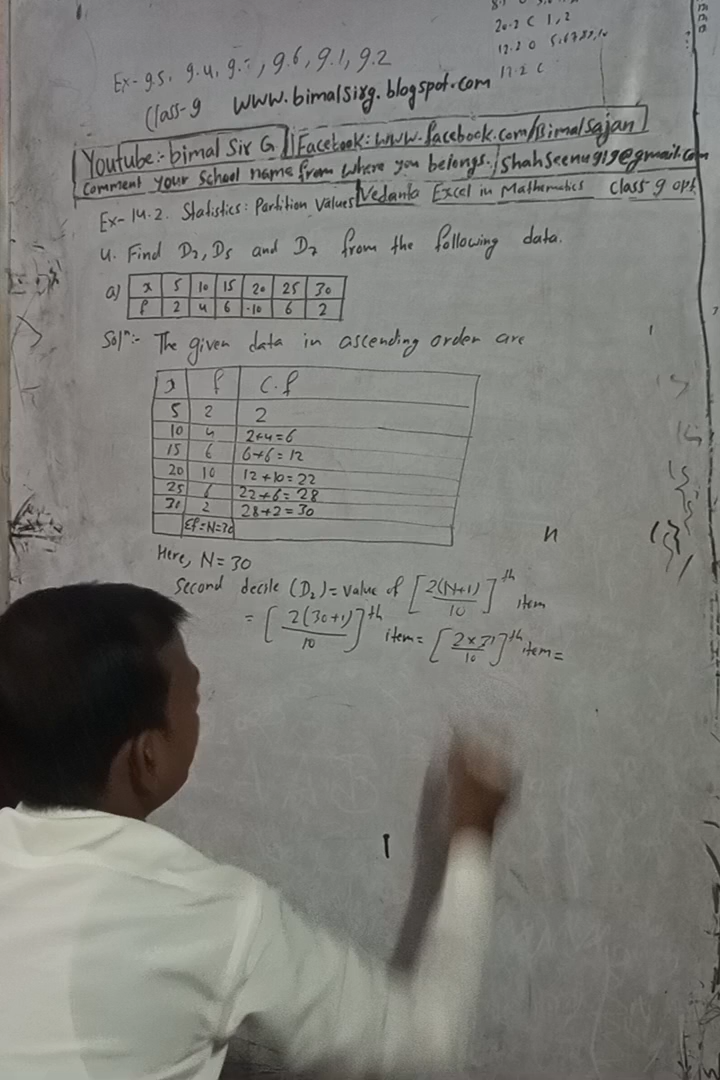 20.2 C 1,2
12.2 C
Ex- 9.5, 9.4, 9.6, 9.1, 9.2
Class-9 www.bimalsirg.blogspot.com
Youtube:- bimal Sir G Facebook: www.facebook.com/Bimalsajan
Comment your School name from where you belongs. / shahseenu919@gmail.com
Ex- 14.2. Statistics: Partition Values Vedanta Excel in Mathematics class 9 opt
4. Find D2, D5 and D7 from the following data.
a) x 5 10 15 20 25 30
f 2 4 6 10 6 2
Solⁿ:- The given data in ascending order are
x f C.f
5 2 2
10 4 2+4=6
15 6 6+6=12
20 10 12+10=22
25 6 22+6=28
30 2 28+2=30
Σf=N=30
Here, N=30
Second decile (D2)=value of [2(N+1)/10]th item
= [2(30+1)/10]th item= [2×31/10]th item=